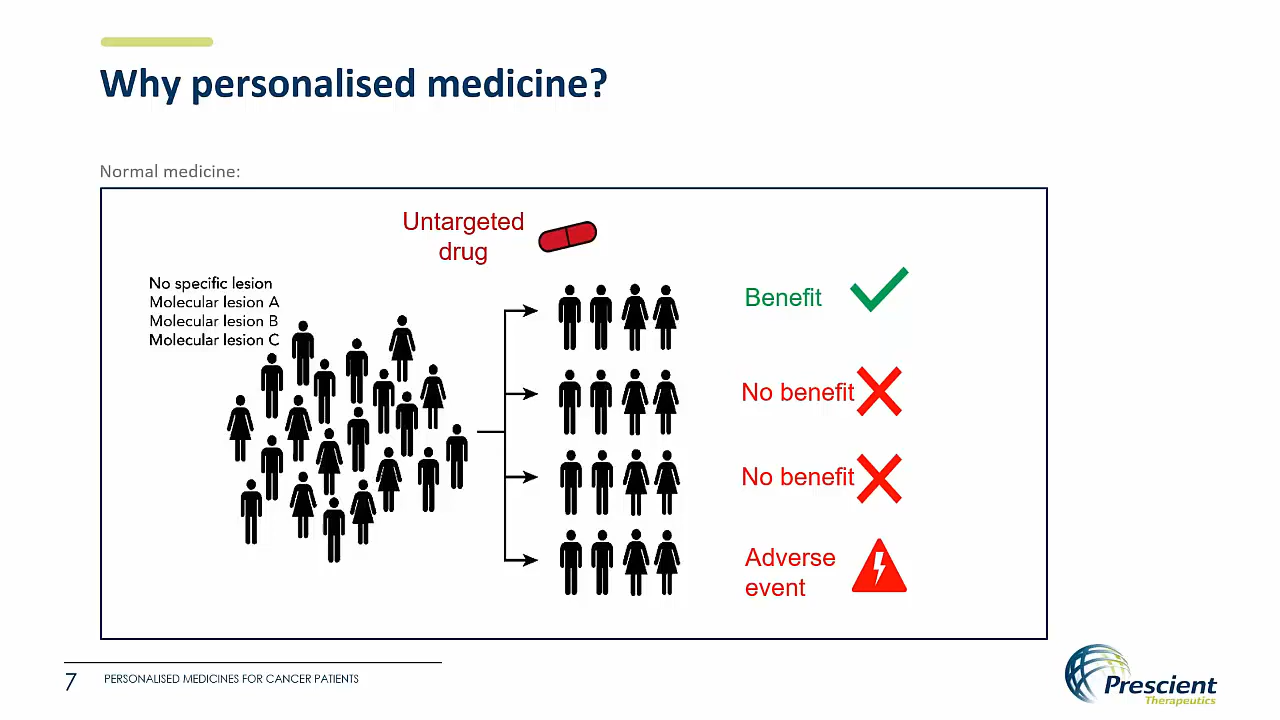 Why personalised medicine?
Normal medicine:
Untargeted
drug
No specific lesion
Molecular lesion A
Molecular lesion B
Molecular lesion C
Benefit
No benefit
No benefit
Adverse
event
7
PERSONALISED MEDICINES FOR CANCER PATIENTS
Prescient
Therapeutics